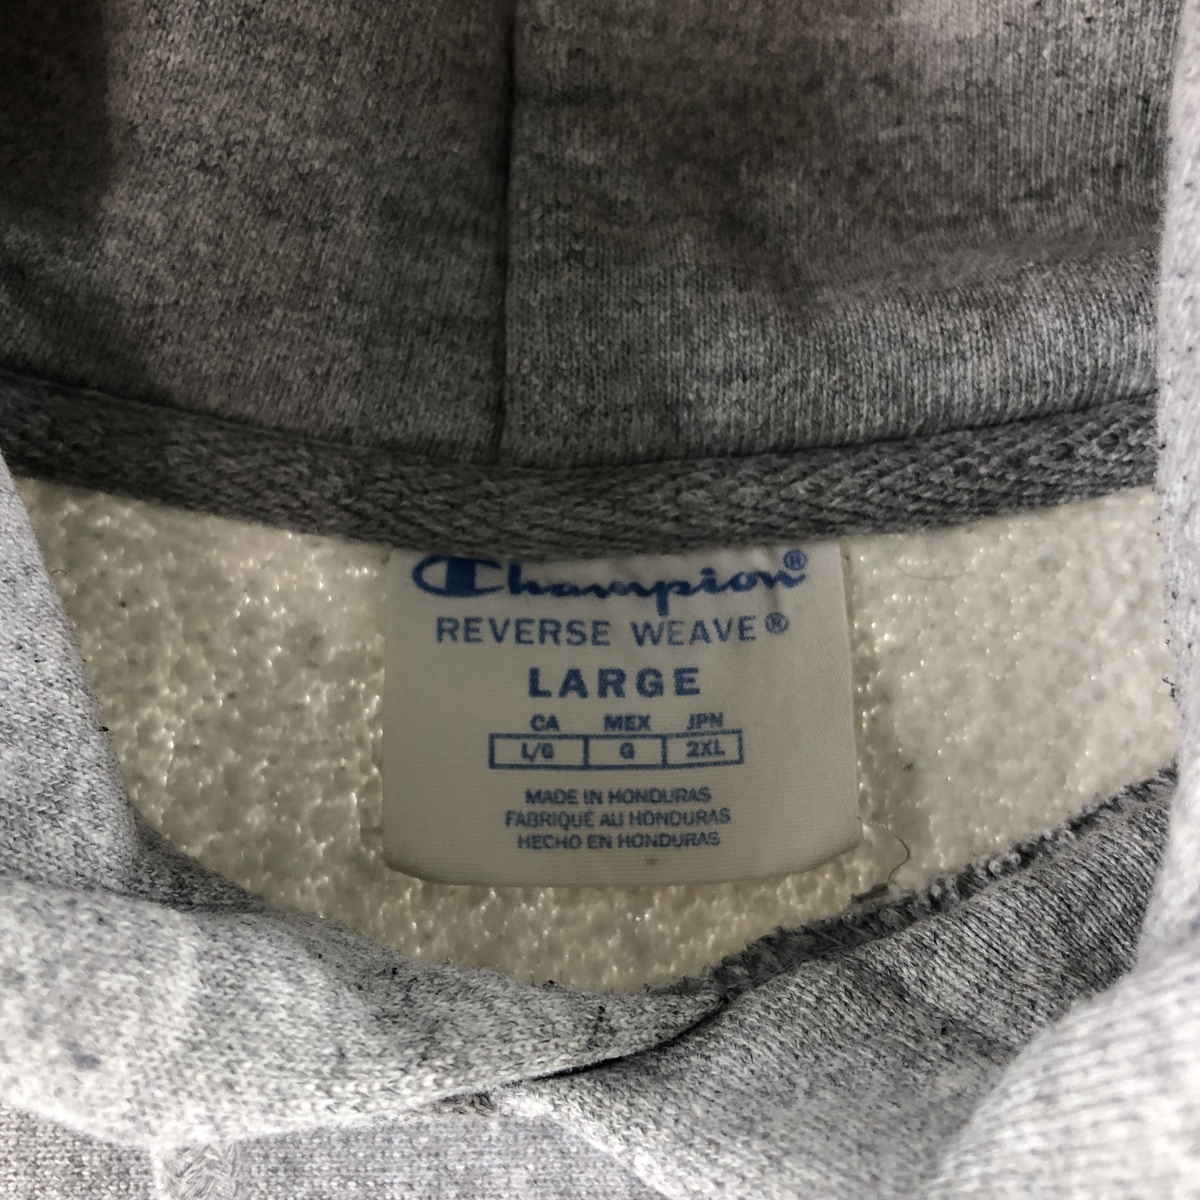 Champion®
REVERSE WEAVE®
LARGE
CA MEX JPN
L/G G 2XL
MADE IN HONDURAS
FABRIQUÉ AU HONDURAS
HECHO EN HONDURAS